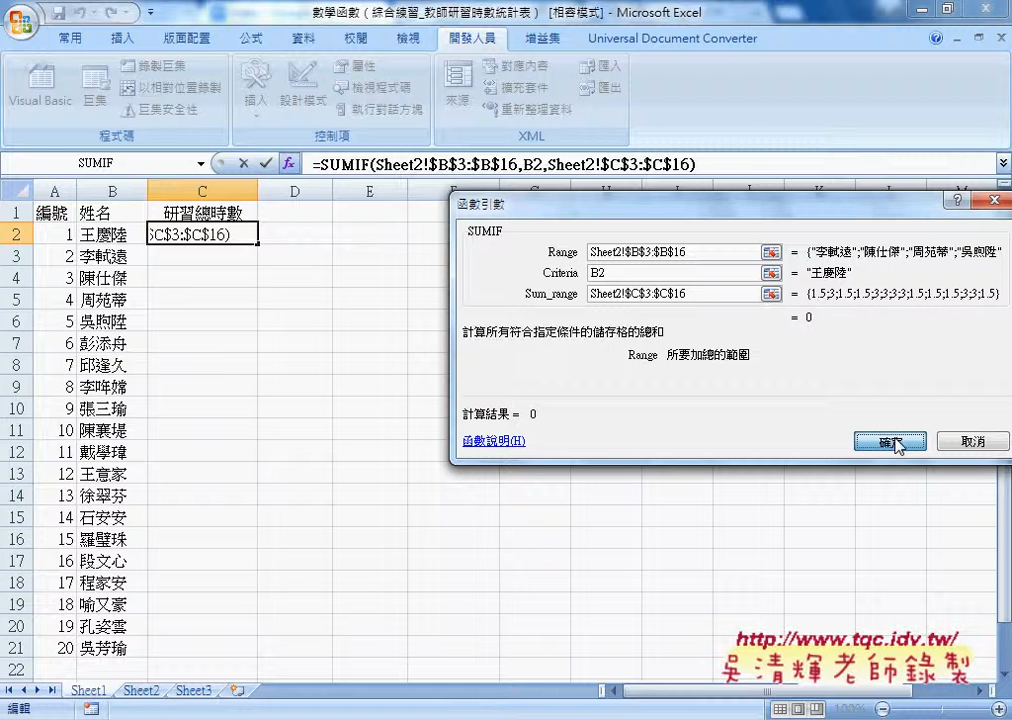 數學函數（綜合練習_教師研習時數統計表）[相容模式] - Microsoft Excel
常用 插入 版面配置 公式 資料 校閱 檢視 開發人員 增益集 Universal Document Converter
Visual Basic
巨集
錄製巨集
以相對位置錄製
巨集安全性
程式碼
插入
設計模式
屬性
檢視程式碼
執行對話方塊
控制項
來源
對應內容
擴充套件
重新整理資料
匯入
匯出
XML
SUMIF
=SUMIF(Sheet2!$B$3:$B$16,B2,Sheet2!$C$3:$C$16)
A B C D E
1 編號 姓名 研習總時數
2 1 王慶陸 $C$3:$C$16)
3 2 李軾遠
4 3 陳仕傑
5 4 周苑蒂
6 5 吳煦陞
7 6 彭添舟
8 7 邱逢久
9 8 李哞嫦
10 9 張三瑜
11 10 陳襄堤
12 11 戴學瑋
13 12 王意家
14 13 徐翠芬
15 14 石安安
16 15 羅璧珠
17 16 段文心
18 17 程家安
19 18 喻又豪
20 19 孔姿雲
21 20 吳芳瑜
22
函數引數
SUMIF
Range Sheet2!$B$3:$B$16 = {"李軾遠";"陳仕傑";"周苑蒂";"吳煦陞"
Criteria B2 = "王慶陸"
Sum_range Sheet2!$C$3:$C$16 = {1.5;3;1.5;1.5;3;3;3;3;1.5;1.5;1.5;3;3;1.5}
= 0
計算所有符合指定條件的儲存格的總和
Range 所要加總的範圍
計算結果 = 0
函數說明(H)
確定
取消
http://www.tqc.idv.tw/
吳清輝老師錄製
Sheet1 Sheet2 Sheet3
編輯
100%